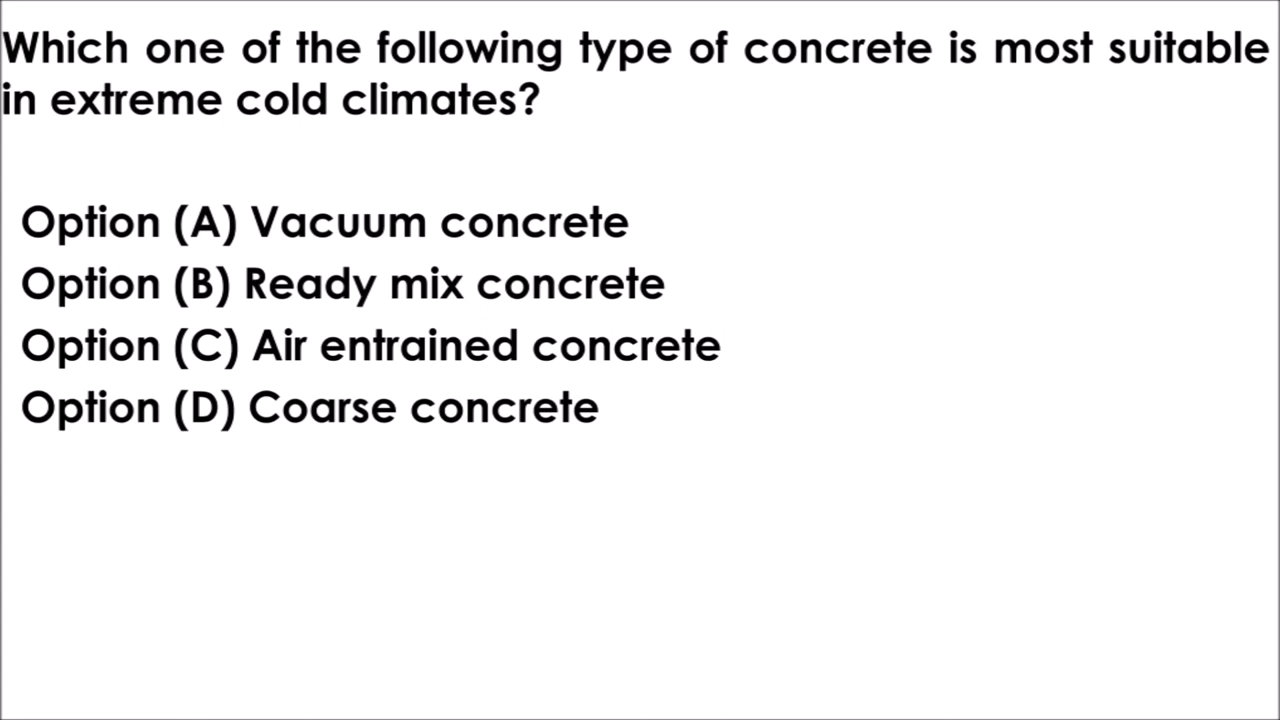 Which one of the following type of concrete is most suitable
in extreme cold climates?
Option (A) Vacuum concrete
Option (B) Ready mix concrete
Option (C) Air entrained concrete
Option (D) Coarse concrete